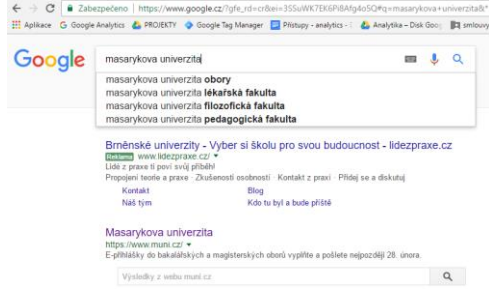 Zabezpečeno | https://www.google.cz/?gfe_rd=cr&ei=3SSuWK7EK6Pi8Afg4o5Q#q=masarykova+univerzita&*
Aplikace Google Analytics PROJEKTY Google Tag Manager Přístupy - analytics - Analytika – Disk Goo smlouvy
Google
masarykova univerzita
masarykova univerzita obory
masarykova univerzita lékařská fakulta
masarykova univerzita filozofická fakulta
masarykova univerzita pedagogická fakulta
Brněnské univerzity - Vyber si školu pro svou budoucnost - lidezpraxe.cz
Reklama www.lidezpraxe.cz/
Lidé z praxe ti poví svůj příběh!
Propojení teorie a praxe · Zkušenosti osobností · Kontakt z praxí · Přidej se a diskutuj
Kontakt Blog
Náš tým Kdo tu byl a bude příště
Masarykova univerzita
https://www.muni.cz/
E-přihlášky do bakalářských a magisterských oborů vyplňte a pošlete nejpozději 28. února.
Výsledky z webu muni.cz